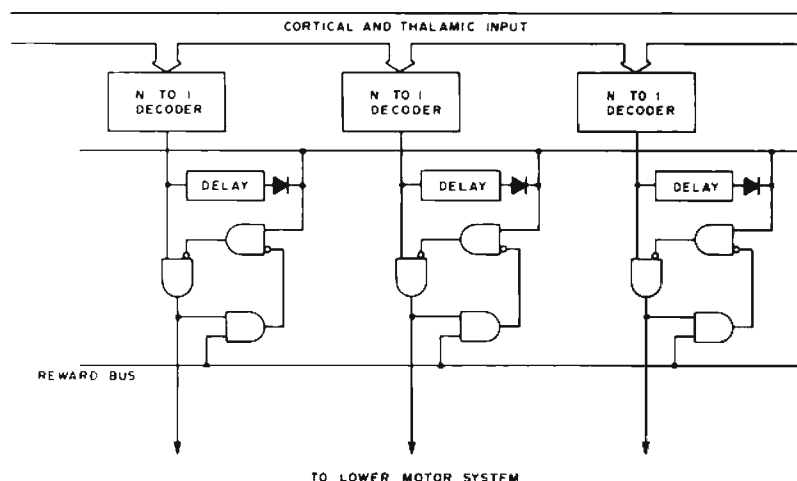 CORTICAL AND THALAMIC INPUT
N TO 1
DECODER
N TO 1
DECODER
N TO 1
DECODER
DELAY
DELAY
DELAY
REWARD BUS
TO LOWER MOTOR SYSTEM